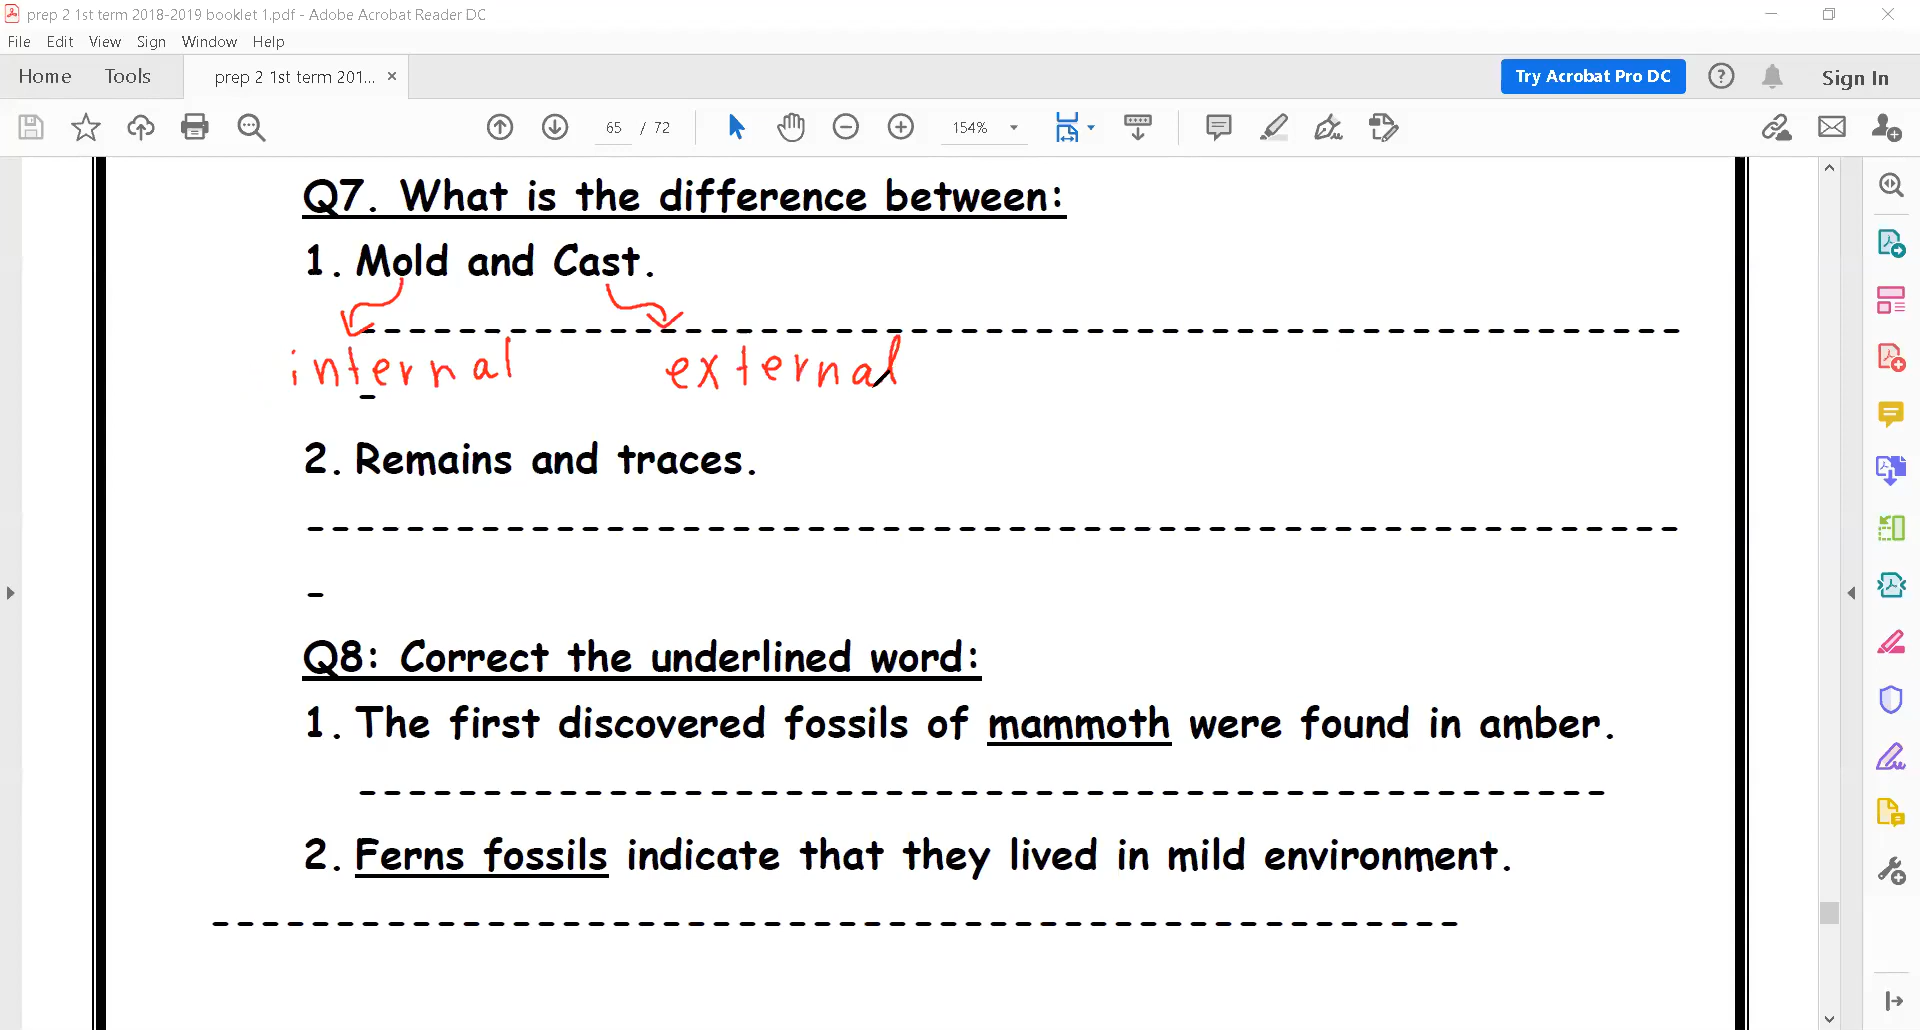 prep 2 1st term 2018-2019 booklet 1.pdf - Adobe Acrobat Reader DC
File Edit View Sign Window Help
Home Tools prep 2 1st term 201... × Try Acrobat Pro DC Sign In
65 / 72 154%
Q7. What is the difference between:
1. Mold and Cast.
internal external
2. Remains and traces.
Q8: Correct the underlined word:
1. The first discovered fossils of mammoth were found in amber.
2. Ferns fossils indicate that they lived in mild environment.